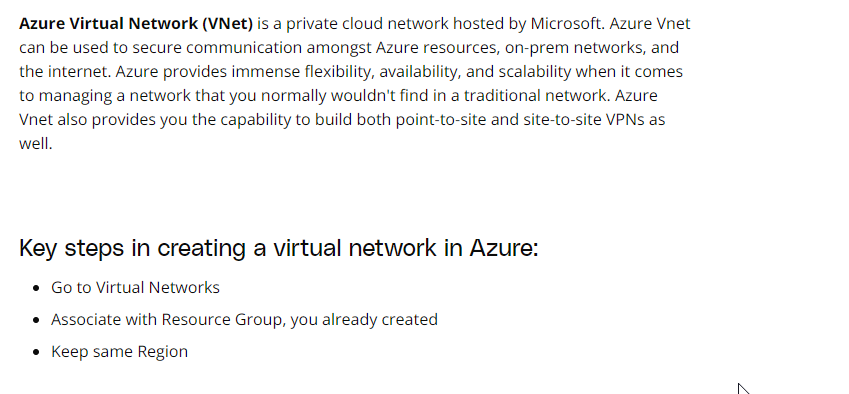 Azure Virtual Network (VNet) is a private cloud network hosted by Microsoft. Azure Vnet
can be used to secure communication amongst Azure resources, on-prem networks, and
the internet. Azure provides immense flexibility, availability, and scalability when it comes
to managing a network that you normally wouldn't find in a traditional network. Azure
Vnet also provides you the capability to build both point-to-site and site-to-site VPNs as
well.
Key steps in creating a virtual network in Azure:
• Go to Virtual Networks
• Associate with Resource Group, you already created
• Keep same Region